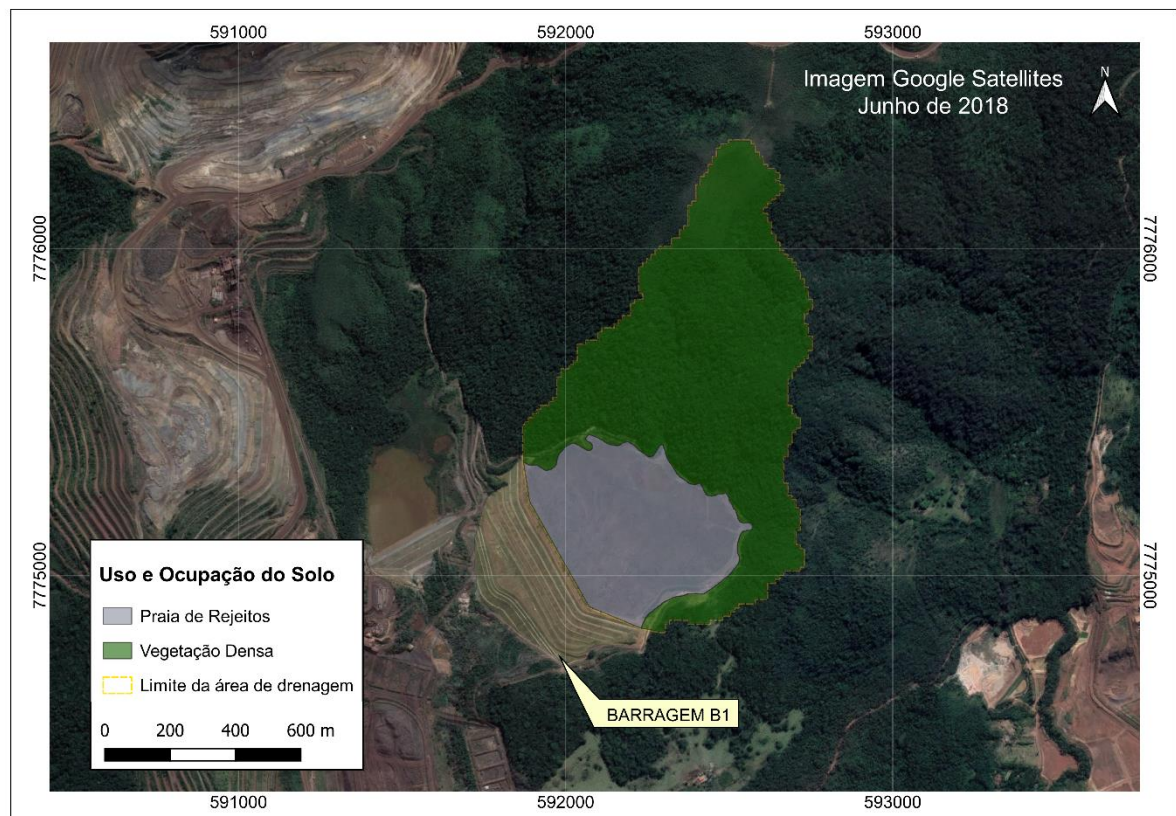 591000 592000 593000
Imagem Google Satellites
Junho de 2018
N
7776000 7776000
7775000 7775000
Uso e Ocupação do Solo
Praia de Rejeitos
Vegetação Densa
Limite da área de drenagem
0 200 400 600 m
BARRAGEM B1
591000 592000 593000